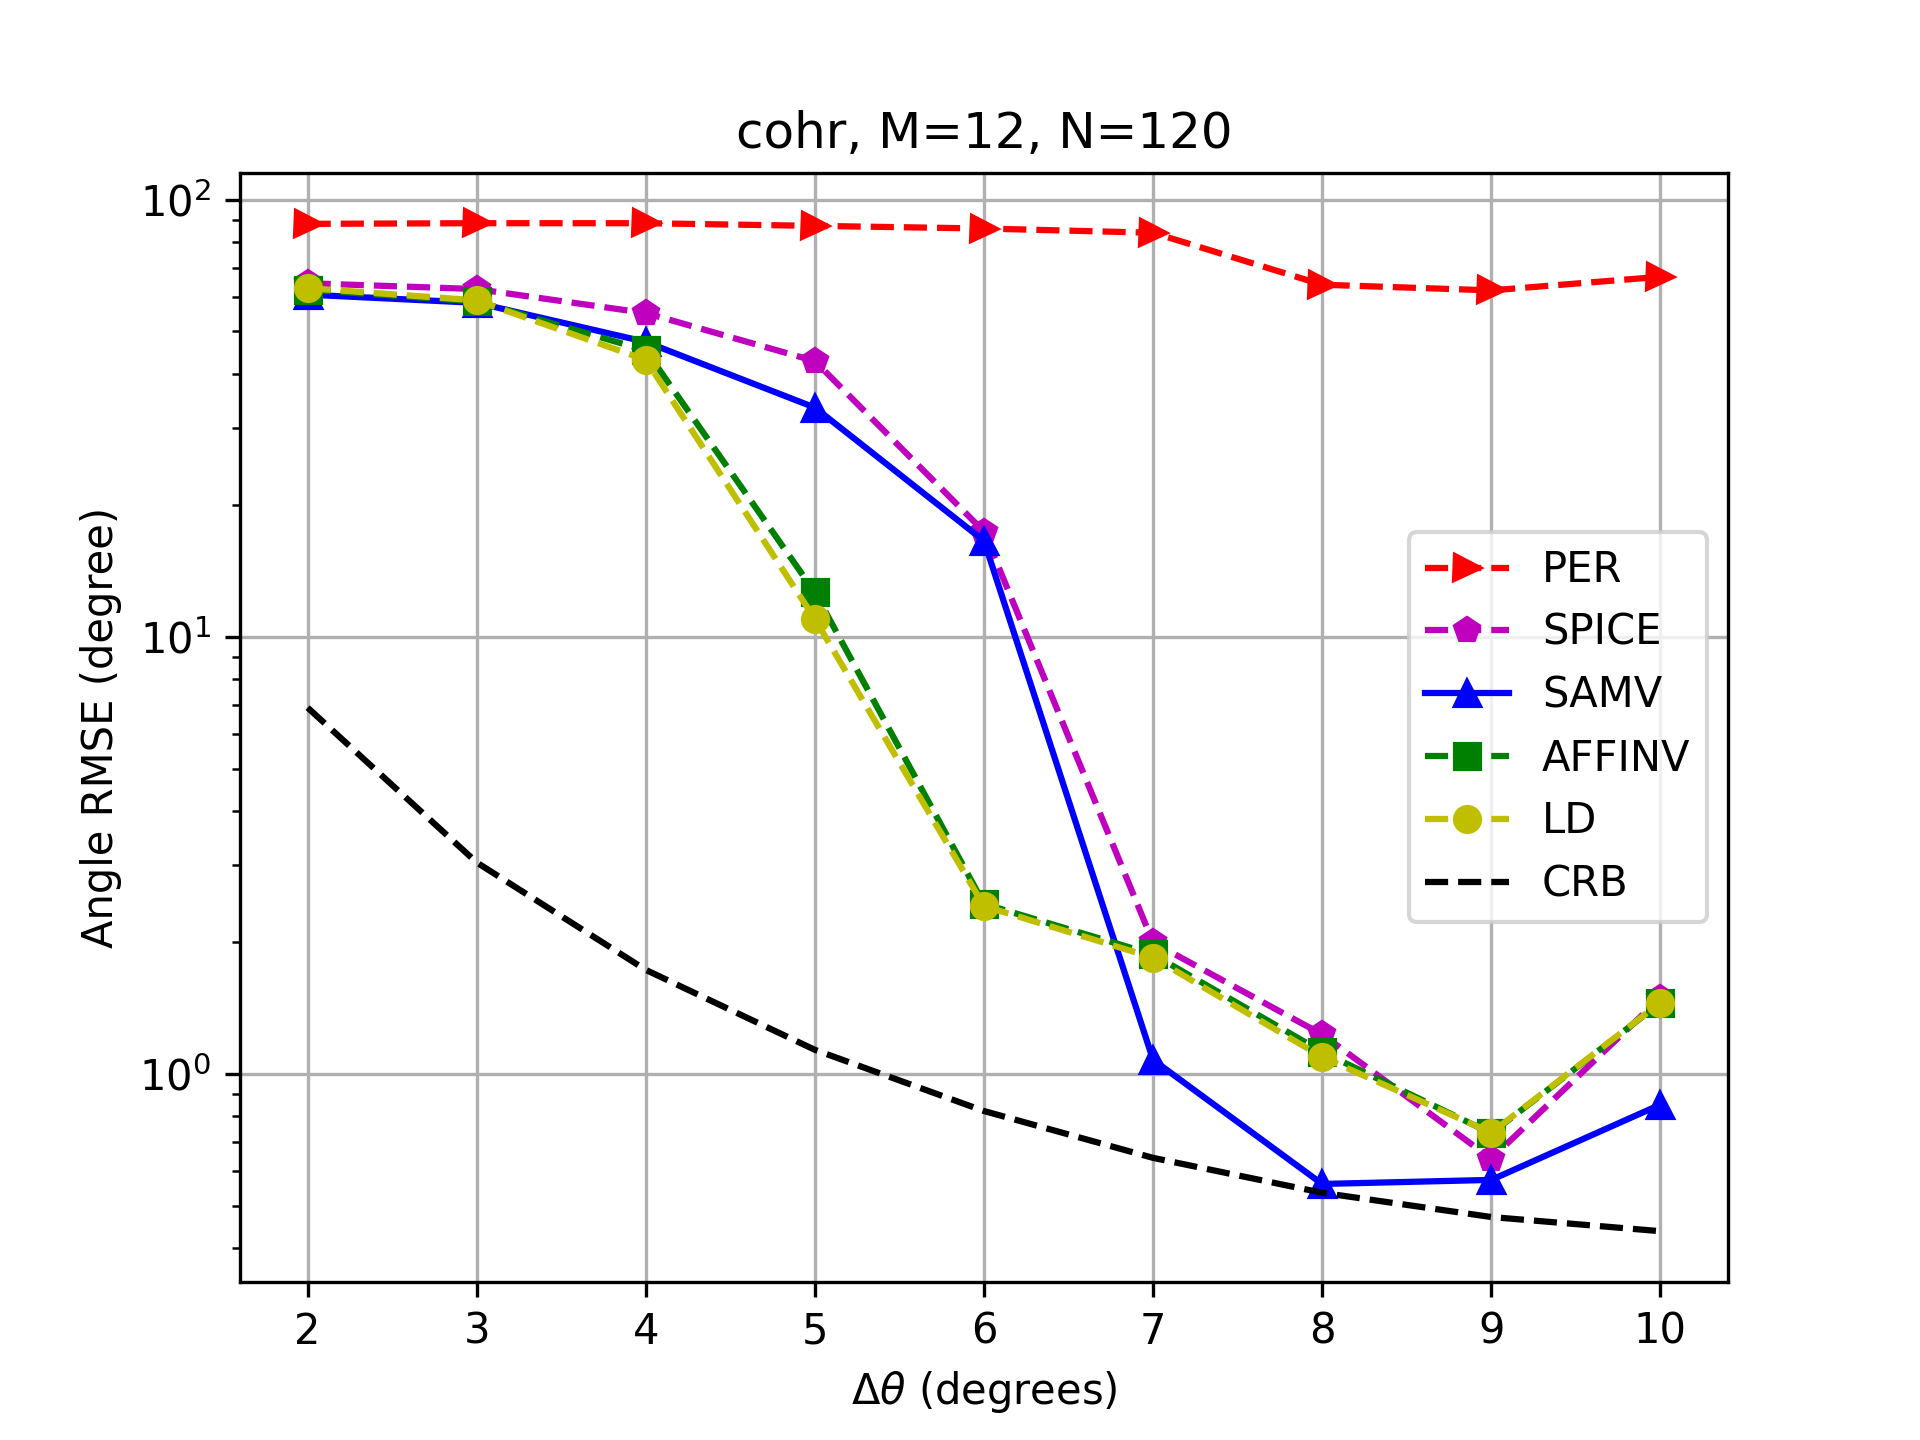 cohr, M=12, N=120
Angle RMSE (degree)
10²
10¹
10⁰
2 3 4 5 6 7 8 9 10
Δθ (degrees)
PER
SPICE
SAMV
AFFINV
LD
CRB